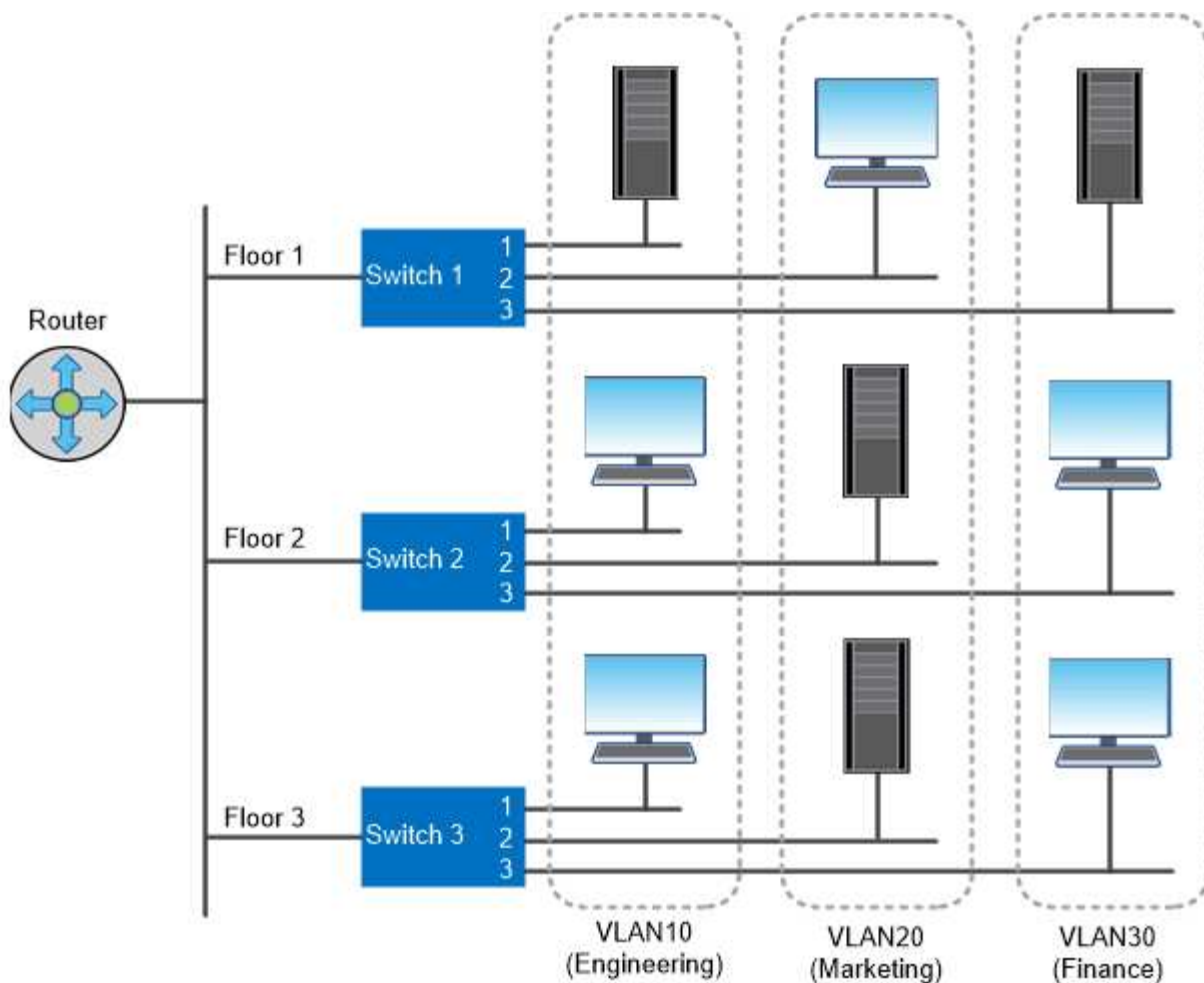 Router
Floor 1
Switch 1
1
2
3
Floor 2
Switch 2
1
2
3
Floor 3
Switch 3
1
2
3
VLAN10
(Engineering)
VLAN20
(Marketing)
VLAN30
(Finance)